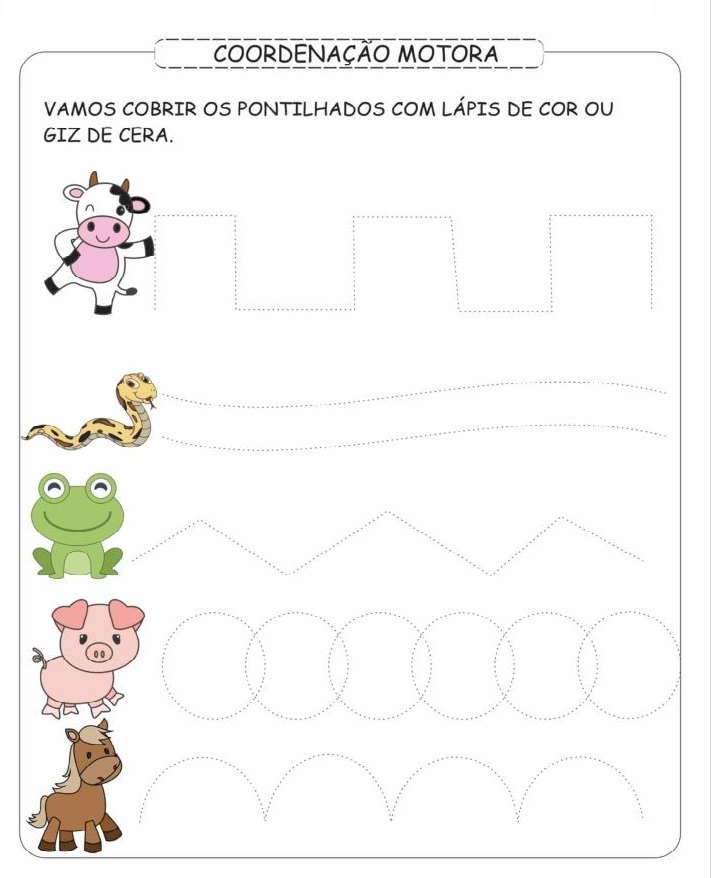 COORDENAÇÃO MOTORA
VAMOS COBRIR OS PONTILHADOS COM LÁPIS DE COR OU
GIZ DE CERA.